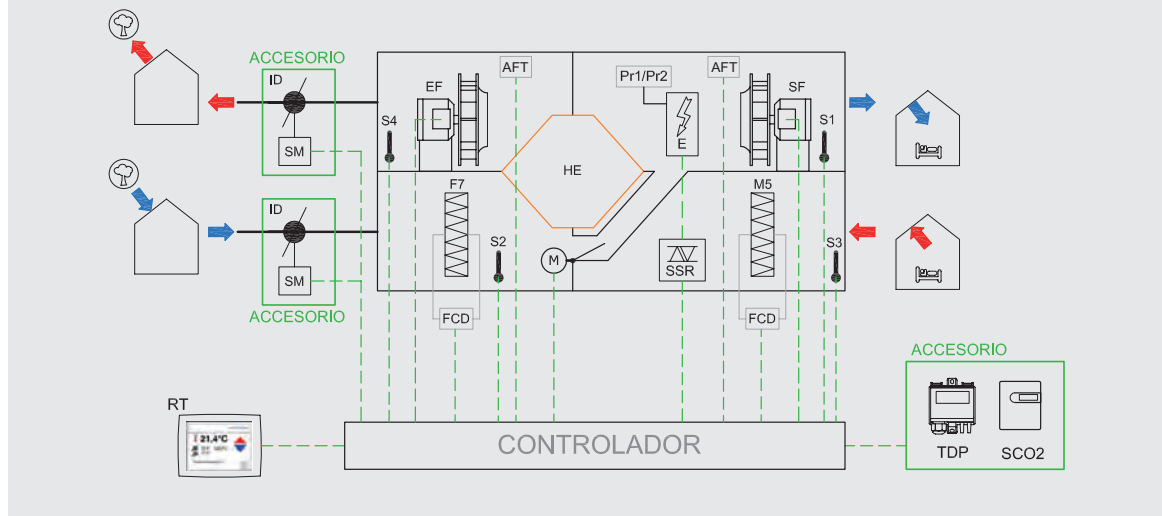 ACCESORIO
ID
SM
S4
EF
AFT
Pr1/Pr2
E
AFT
SF
S1
HE
F7
S2
M5
S3
ID
SM
ACCESORIO
M
SSR
FCD
FCD
ACCESORIO
RT
21,4°C
CONTROLADOR
TDP
SCO2